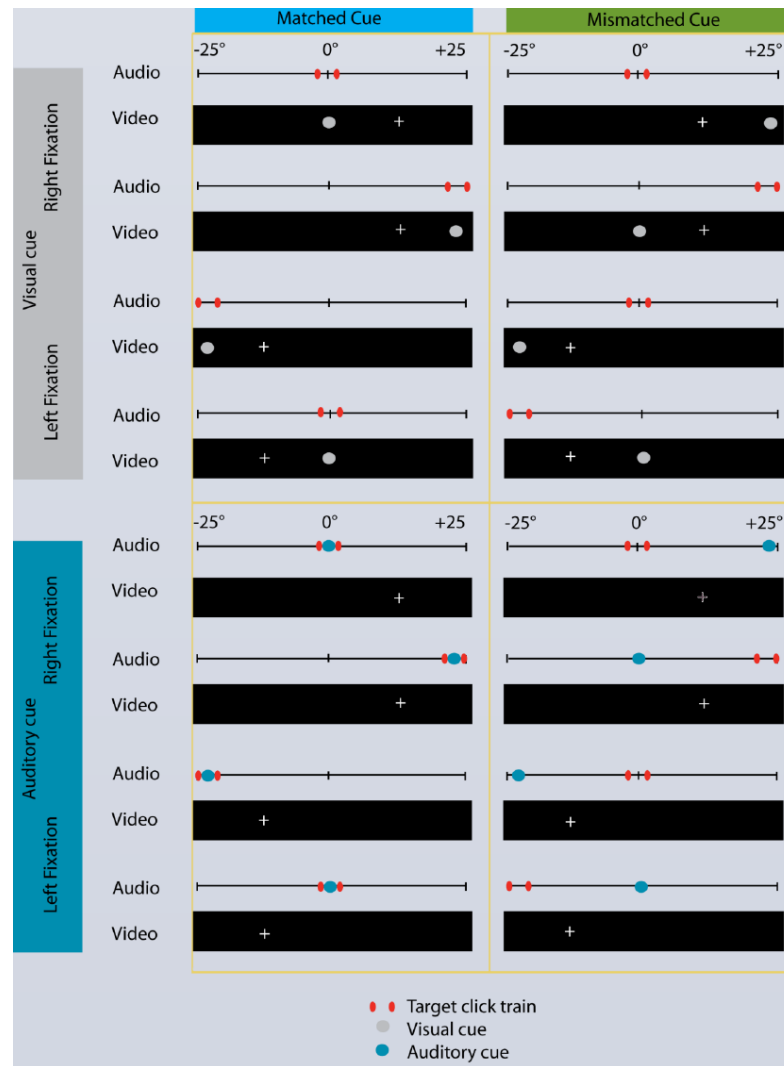 Matched Cue
Mismatched Cue
-25° 0° +25
-25° 0° +25°
Visual cue
Right Fixation
Audio
Video
Audio
Video
Left Fixation
Audio
Video
Audio
Video
-25° 0° +25
-25° 0° +25°
Auditory cue
Right Fixation
Audio
Video
Audio
Video
Left Fixation
Audio
Video
Audio
Video
Target click train
Visual cue
Auditory cue